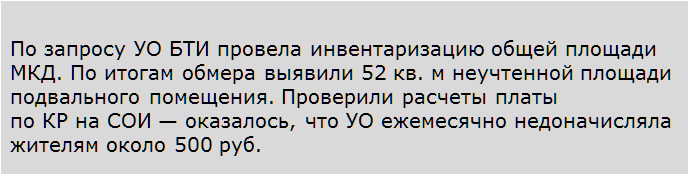 По запросу УО БТИ провела инвентаризацию общей площади
МКД. По итогам обмера выявили 52 кв. м неучтенной площади
подвального помещения. Проверили расчеты платы
по КР на СОИ — оказалось, что УО ежемесячно недоначисляла
жителям около 500 руб.